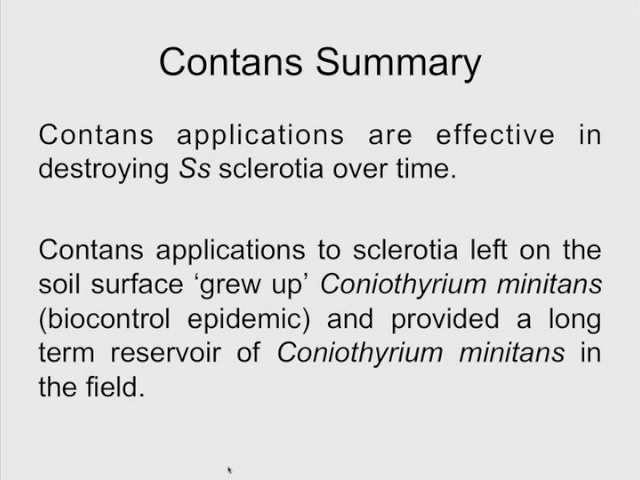 Contans Summary
Contans applications are effective in
destroying Ss sclerotia over time.
Contans applications to sclerotia left on the
soil surface ‘grew up’ Coniothyrium minitans
(biocontrol epidemic) and provided a long
term reservoir of Coniothyrium minitans in
the field.